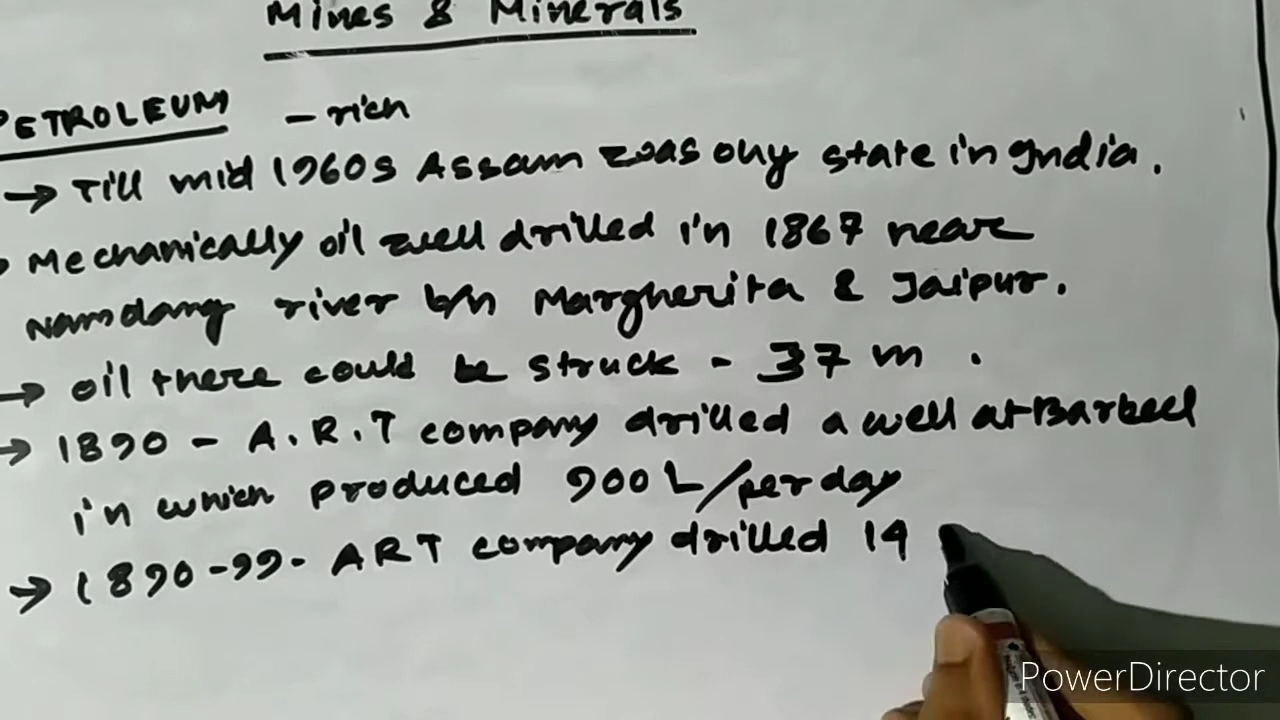 Mines & Minerals
PETROLEUM - rich
→ Till mid 1960s Assam was ony state in India.
Mechanically oil well drilled in 1867 near
Namdang river b/n Margherita & Jaipur.
→ oil there could be struck - 37 m .
→ 1890 - A.R.T company drilled a well at Barbeel
in which produced 900 L/per day
→ 1890-99- ART company drilled 14
PowerDirector